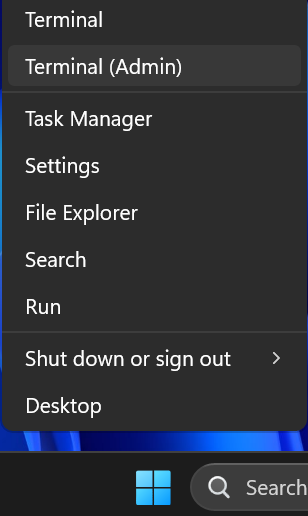 Terminal
Terminal (Admin)
Task Manager
Settings
File Explorer
Search
Run
Shut down or sign out
Desktop
Search